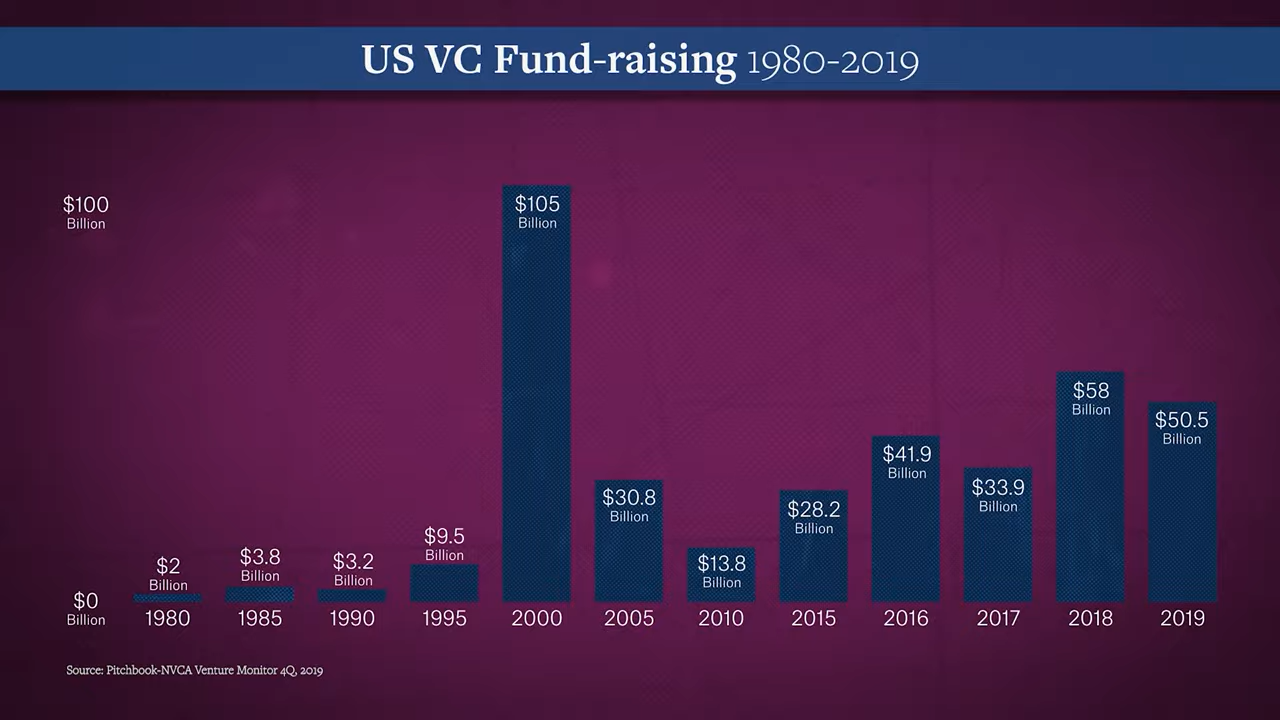 US VC Fund-raising 1980-2019
$100
Billion
$105
Billion
$58
Billion
$50.5
Billion
$41.9
Billion
$33.9
Billion
$30.8
Billion
$28.2
Billion
$9.5
Billion
$3.8
Billion
$3.2
Billion
$13.8
Billion
$2
Billion
$0
Billion
1980 1985 1990 1995 2000 2005 2010 2015 2016 2017 2018 2019
Source: Pitchbook-NVCA Venture Monitor 4Q, 2019